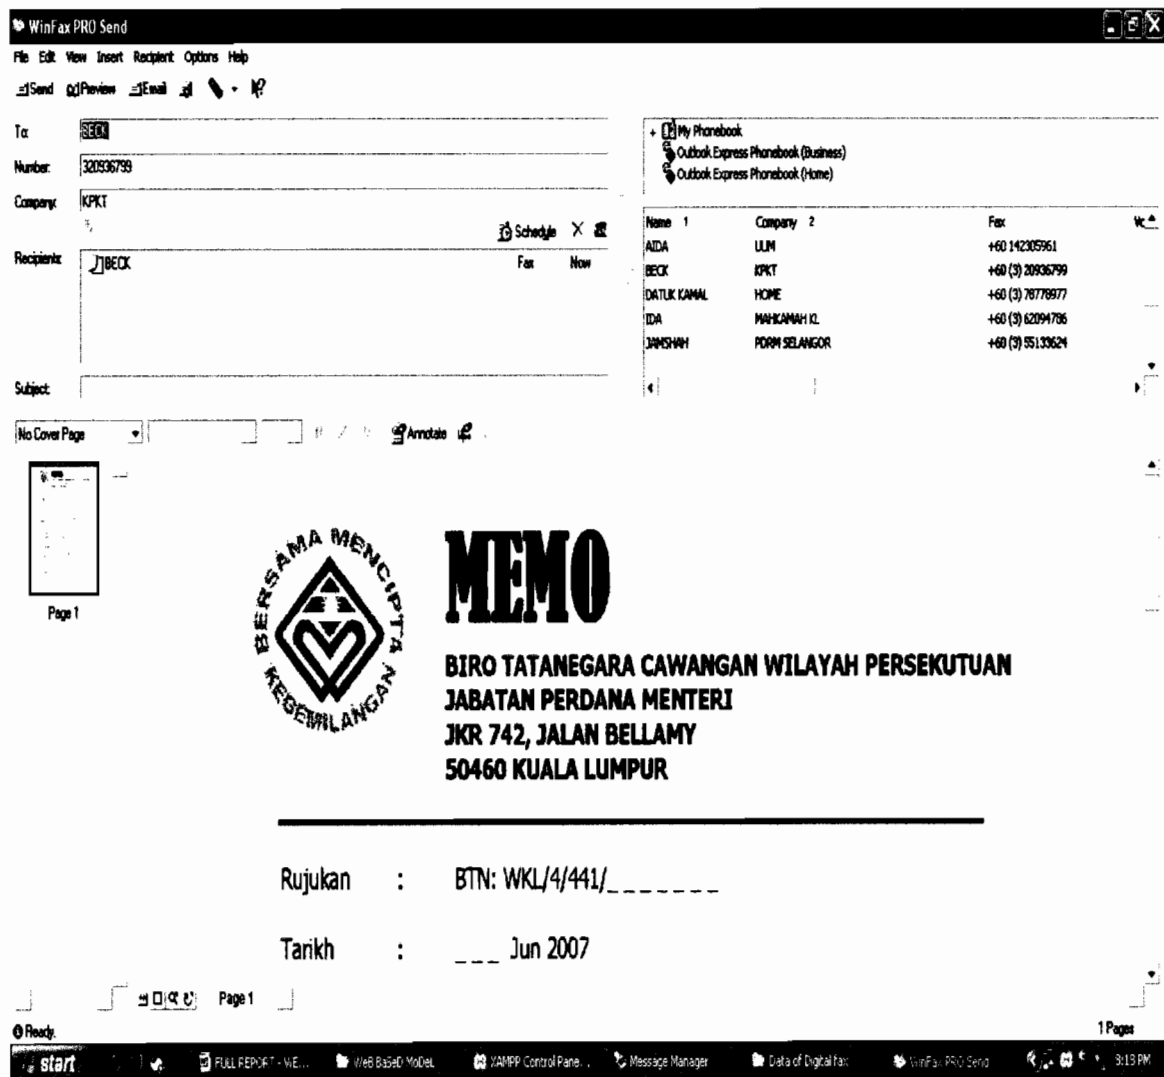 WinFax PRO Send
File Edit View Insert Recipient Options Help
Send Preview Email
To: BECK
Number: 320936799
Company: KPKT
Schedule
Recipients: BECK Fax Now
Subject:
My Phonebook
Outlook Express Phonebook (Business)
Outlook Express Phonebook (Home)
Name 1 Company 2 Fax
AIDA UUM +60 142305961
BECK KPKT +60 (3) 20936799
DATUK KAMAL HOME +60 (3) 78778977
IDA MAHKAMAH KL +60 (3) 62094786
JAMSHAH PDRM SELANGOR +60 (3) 55133624
No Cover Page
Annotate
Page 1
BERSAMA MENCIPTA KEGEMILANGAN
MEMO
BIRO TATANEGARA CAWANGAN WILAYAH PERSEKUTUAN
JABATAN PERDANA MENTERI
JKR 742, JALAN BELLAMY
50460 KUALA LUMPUR
Rujukan : BTN: WKL/4/441/_ _ _ _ _ _ _
Tarikh : _ _ _ Jun 2007
Page 1
Ready.
1 Pages
start
FULL REPORT - WE...
WeB BaSeD MoDeL
XAMPP Control Pane...
Message Manager
Data of Digital fax
WinFax PRO Send
3:13 PM